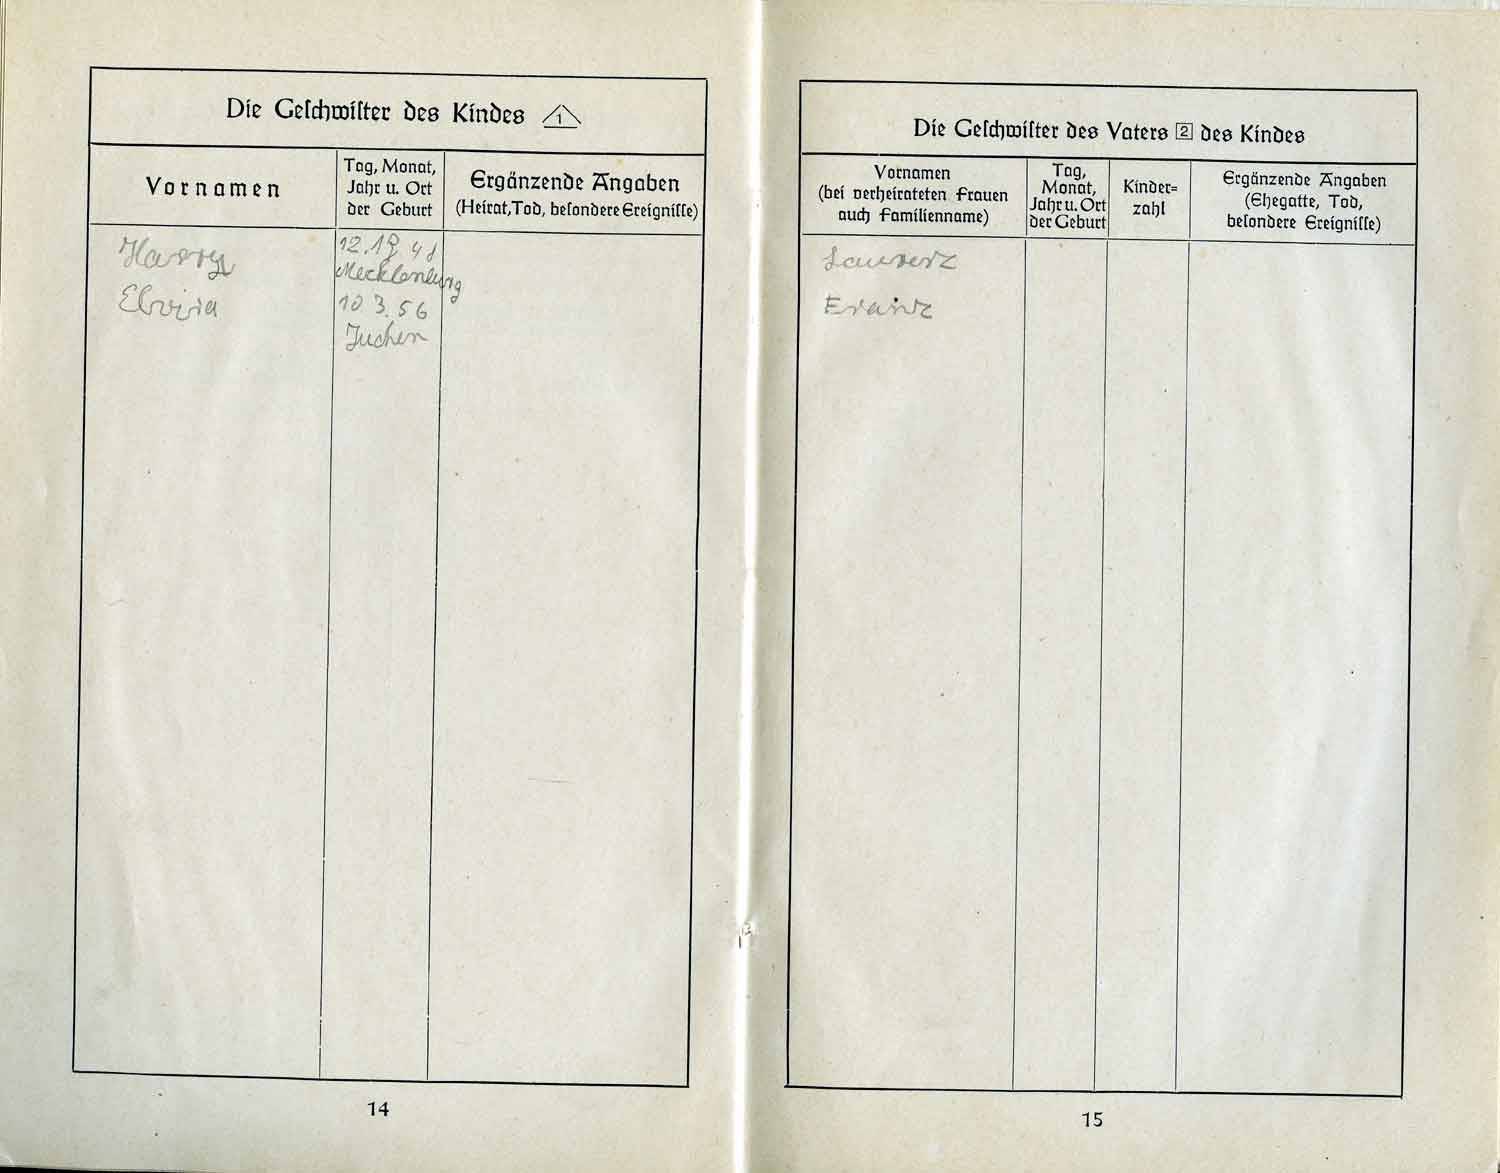 Die Geschwister des Kindes 1
Vornamen
Tag, Monat,
Jahr u. Ort
der Geburt
Ergänzende Angaben
(Heirat, Tod, besondere Ereignisse)
Harry
12.
Mecklenburg
Elvira
10 3. 56
Juchen
14
Die Geschwister des Vaters 2 des Kindes
Vornamen
(bei verheirateten Frauen
auch Familienname)
Tag,
Monat,
Jahr u. Ort
der Geburt
Kinder=
zahl
Ergänzende Angaben
(Ehegatte, Tod,
besondere Ereignisse)
15